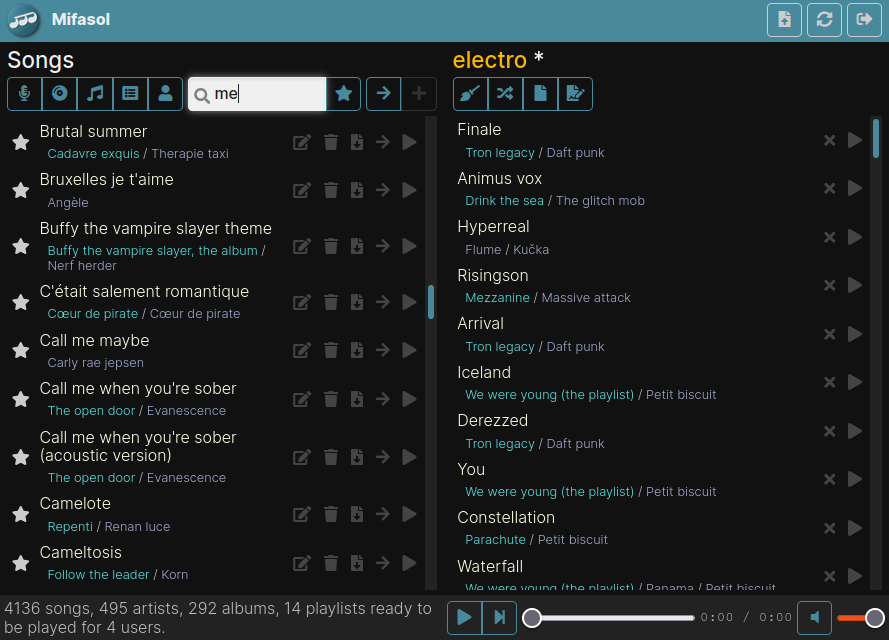 Mifasol
Songs
me
Brutal summer
Cadavre exquis / Therapie taxi
Bruxelles je t'aime
Angèle
Buffy the vampire slayer theme
Buffy the vampire slayer, the album /
Nerf herder
C'était salement romantique
Cœur de pirate / Cœur de pirate
Call me maybe
Carly rae jepsen
Call me when you're sober
The open door / Evanescence
Call me when you're sober
(acoustic version)
The open door / Evanescence
Camelote
Repenti / Renan luce
Cameltosis
Follow the leader / Korn
electro *
Finale
Tron legacy / Daft punk
Animus vox
Drink the sea / The glitch mob
Hyperreal
Flume / Kučka
Risingson
Mezzanine / Massive attack
Arrival
Tron legacy / Daft punk
Iceland
We were young (the playlist) / Petit biscuit
Derezzed
Tron legacy / Daft punk
You
We were young (the playlist) / Petit biscuit
Constellation
Parachute / Petit biscuit
Waterfall
We were young (the playlist) / Panama / Petit biscuit
4136 songs, 495 artists, 292 albums, 14 playlists ready to
be played for 4 users.
0:00 / 0:00